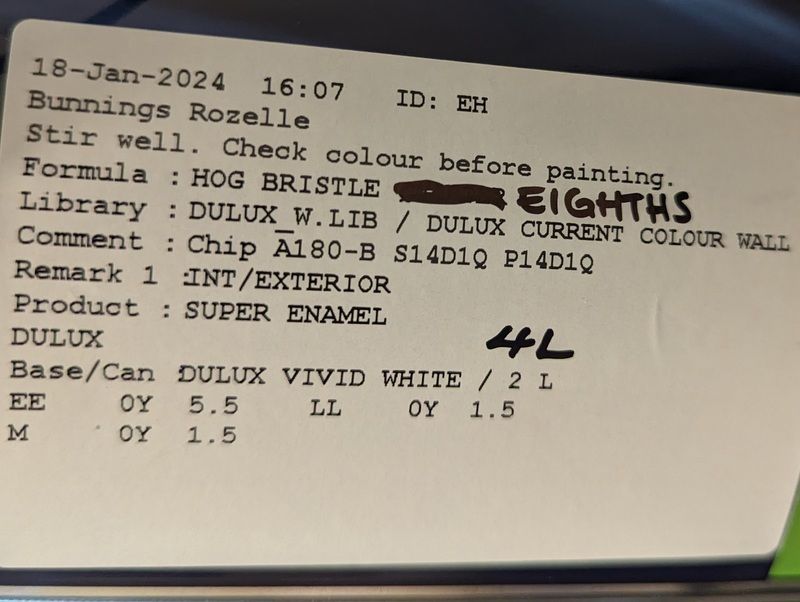 18-Jan-2024 16:07 ID: EH
Bunnings Rozelle
Stir well. Check colour before painting.
Formula : HOG BRISTLE EIGHTHS
Library : DULUX_W.LIB / DULUX CURRENT COLOUR WALL
Comment : Chip A180-B S14D1Q P14D1Q
Remark 1 :INT/EXTERIOR
Product : SUPER ENAMEL
DULUX 4L
Base/Can DULUX VIVID WHITE / 2 L
EE 0Y 5.5 LL 0Y 1.5
M 0Y 1.5